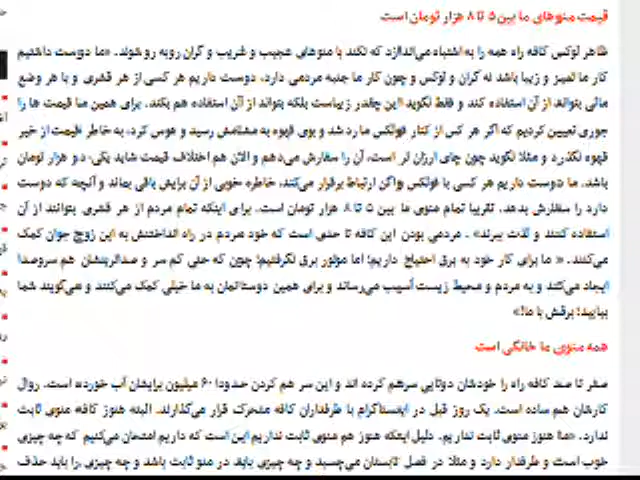 قیمت منوهای ما بین ۵ تا ۸ هزار تومان است
ظاهر لوکس کافه راه همه را به اشتباه می‌اندازد که نکند با منوهای عجیب و غریب و گران روبه رو شوند. «ما دوست داشتیم
کار ما تمیز و زیبا باشد نه گران و لوکس و چون کار ما جنبه مردمی دارد، دوست داریم هر کسی از هر قشری و با هر وضع
مالی بتواند از آن استفاده کند و فقط نگوید این چقدر زیباست بلکه بتواند از آن استفاده هم بکند. برای همین ما قیمت ها را
جوری تعیین کردیم که اگر هر کس از کنار فولکس ما رد شد و بوی قهوه به مشامش رسید و هوس کرد، به خاطر قیمت از خیر
قهوه نگذرد و مثلا نگوید چون چای ارزان تر است، آن را سفارش می‌دهم و الان هم اختلاف قیمت شاید یکی، دو هزار تومان
باشد. ما دوست داریم هر کسی با فولکس واگن ارتباط برقرار می‌کند، خاطره خوبی از آن برایش باقی بماند و آنچه که دوست
دارد را سفارش بدهد. تقریبا تمام منوی ما بین ۵ تا ۸ هزار تومان است. برای اینکه تمام مردم از هر قشری بتوانند از آن
استفاده کنند و لذت ببرند» . مردمی بودن این کافه تا حدی است که خود مردم در راه انداختنش به این زوج جوان کمک
می‌کنند. « ما برای کار خود به برق احتیاج داریم؛ اما موتور برق نگرفتیم؛ چون که حتی کم سر و صداترینشان هم سروصدا
ایجاد می‌کند و به مردم و محیط زیست آسیب می‌رساند و برای همین دوستانمان به ما خیلی کمک می‌کنند و می‌گویند شما
بیایید؛ برقش با ما!»
همه منوی ما خانگی است
صفر تا صد کافه راه را خودشان دوتایی سرهم کرده اند و این سر هم کردن حدودا ۶۰ میلیون برایشان آب خورده است. روال
کارشان هم ساده است. یک روز قبل در اینستاگرام با طرفداران کافه متحرک قرار می‌گذارند. البته هنوز کافه منوی ثابت
ندارد. «ما هنوز منوی ثابت نداریم. دلیل اینکه هنوز هم منوی ثابت نداریم این است که داریم امتحان می‌کنیم که چه چیزی
خوب است و طرفدار دارد و مثلا در فصل تابستان می‌چسبد و چه چیزی باید در منو ثابت باشد و چه چیزی را باید حذف